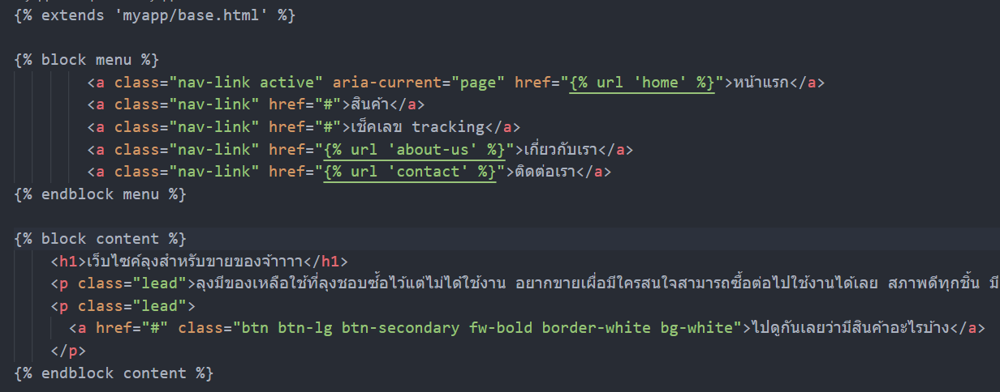 {% extends 'myapp/base.html' %}
{% block menu %}
<a class="nav-link active" aria-current="page" href="{% url 'home' %}">หน้าแรก</a>
<a class="nav-link" href="#">สินค้า</a>
<a class="nav-link" href="#">เช็คเลข tracking</a>
<a class="nav-link" href="{% url 'about-us' %}">เกี่ยวกับเรา</a>
<a class="nav-link" href="{% url 'contact' %}">ติดต่อเรา</a>
{% endblock menu %}
{% block content %}
<h1>เว็บไซค์ลุงสำหรับขายของจ้าาาา</h1>
<p class="lead">ลุงมีของเหลือใช้ที่ลุงชอบซ์้อไว้แต่ไม่ได้ใช้งาน อยากขายเผื่อมีใครสนใจสามารถซื้อต่อไปใช้งานได้เลย สภาพดีทุกชิ้น มี
<p class="lead">
<a href="#" class="btn btn-lg btn-secondary fw-bold border-white bg-white">ไปดูกันเลยว่ามีสินค้าอะไรบ้าง</a>
</p>
{% endblock content %}